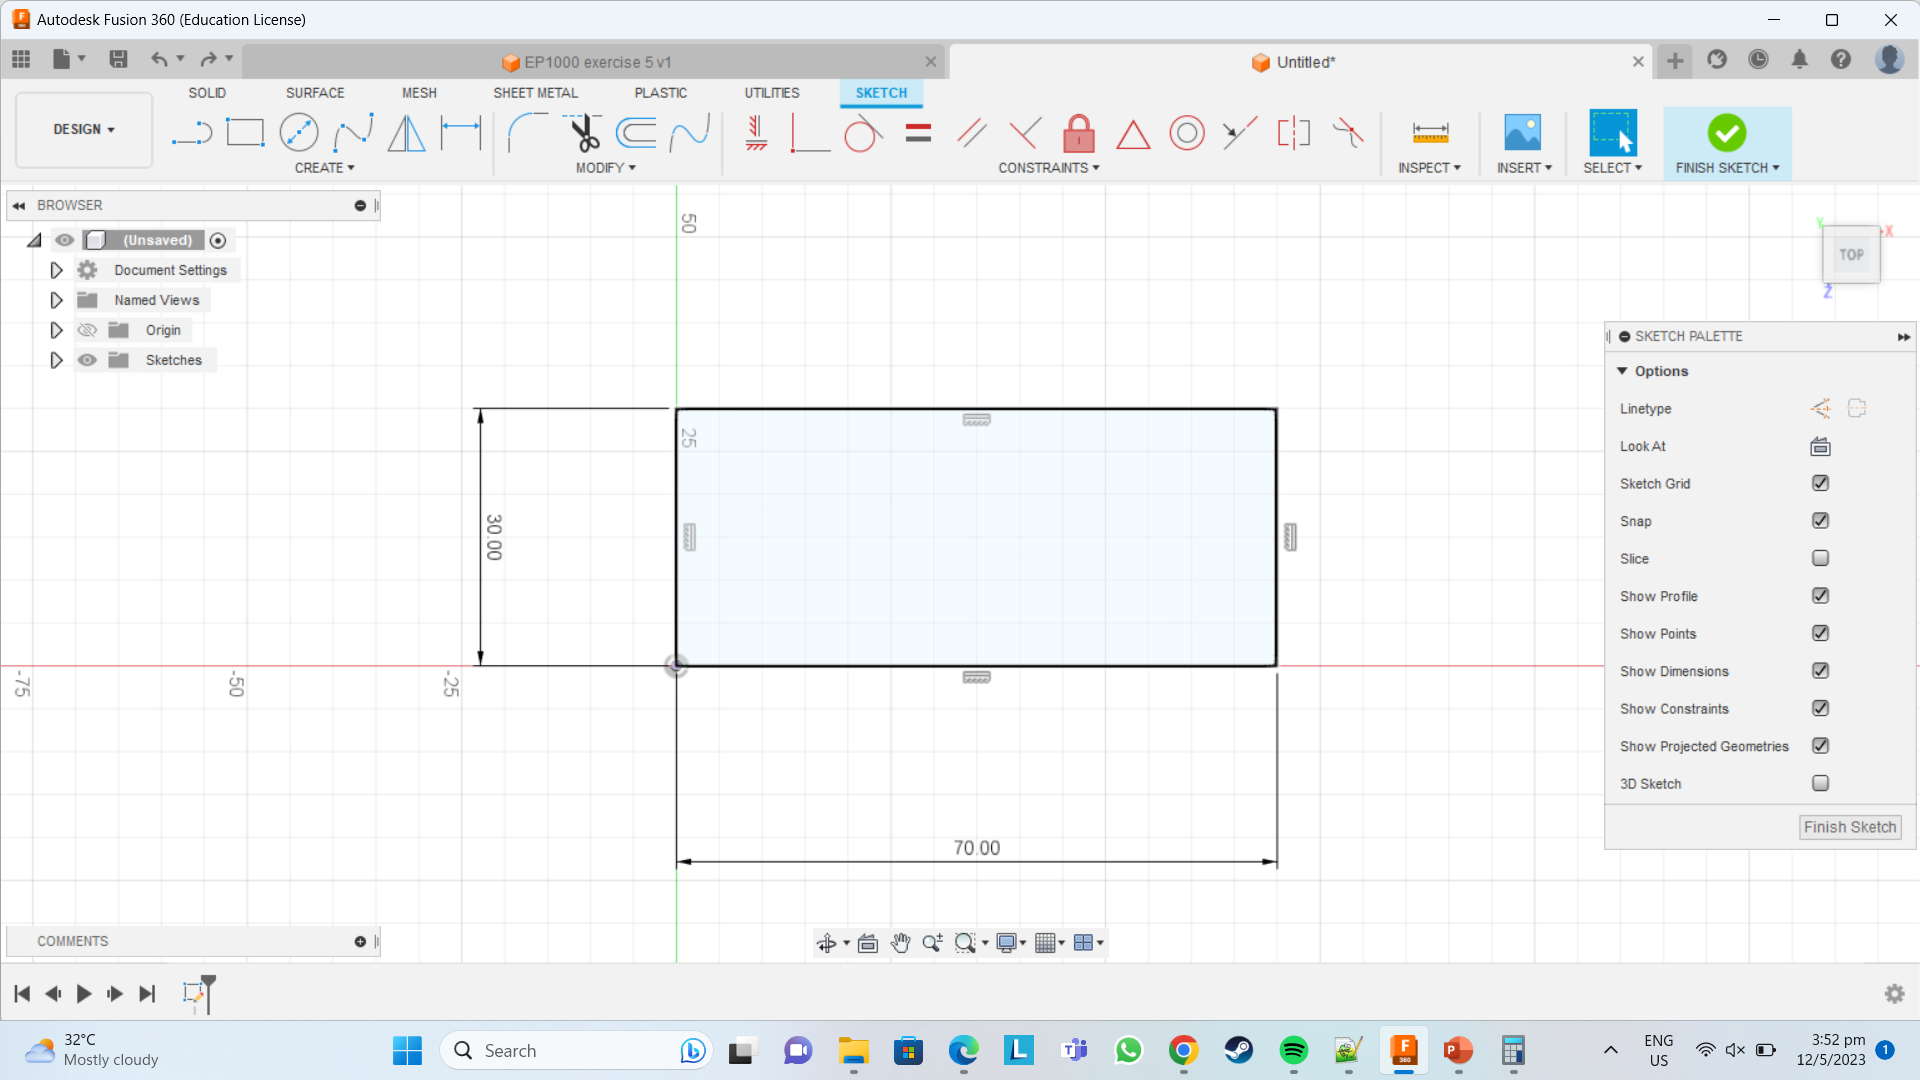 Autodesk Fusion 360 (Education License)
EP1000 exercise 5 v1
Untitled*
SOLID SURFACE MESH SHEET METAL PLASTIC UTILITIES SKETCH
DESIGN
CREATE MODIFY CONSTRAINTS INSPECT INSERT SELECT FINISH SKETCH
BROWSER
(Unsaved)
Document Settings
Named Views
Origin
Sketches
50
25
-75
-50
-25
30.00
70.00
Y
X
TOP
Z
SKETCH PALETTE
Options
Linetype
Look At
Sketch Grid
Snap
Slice
Show Profile
Show Points
Show Dimensions
Show Constraints
Show Projected Geometries
3D Sketch
Finish Sketch
COMMENTS
32°C
Mostly cloudy
Search
ENG
US
3:52 pm
12/5/2023
1